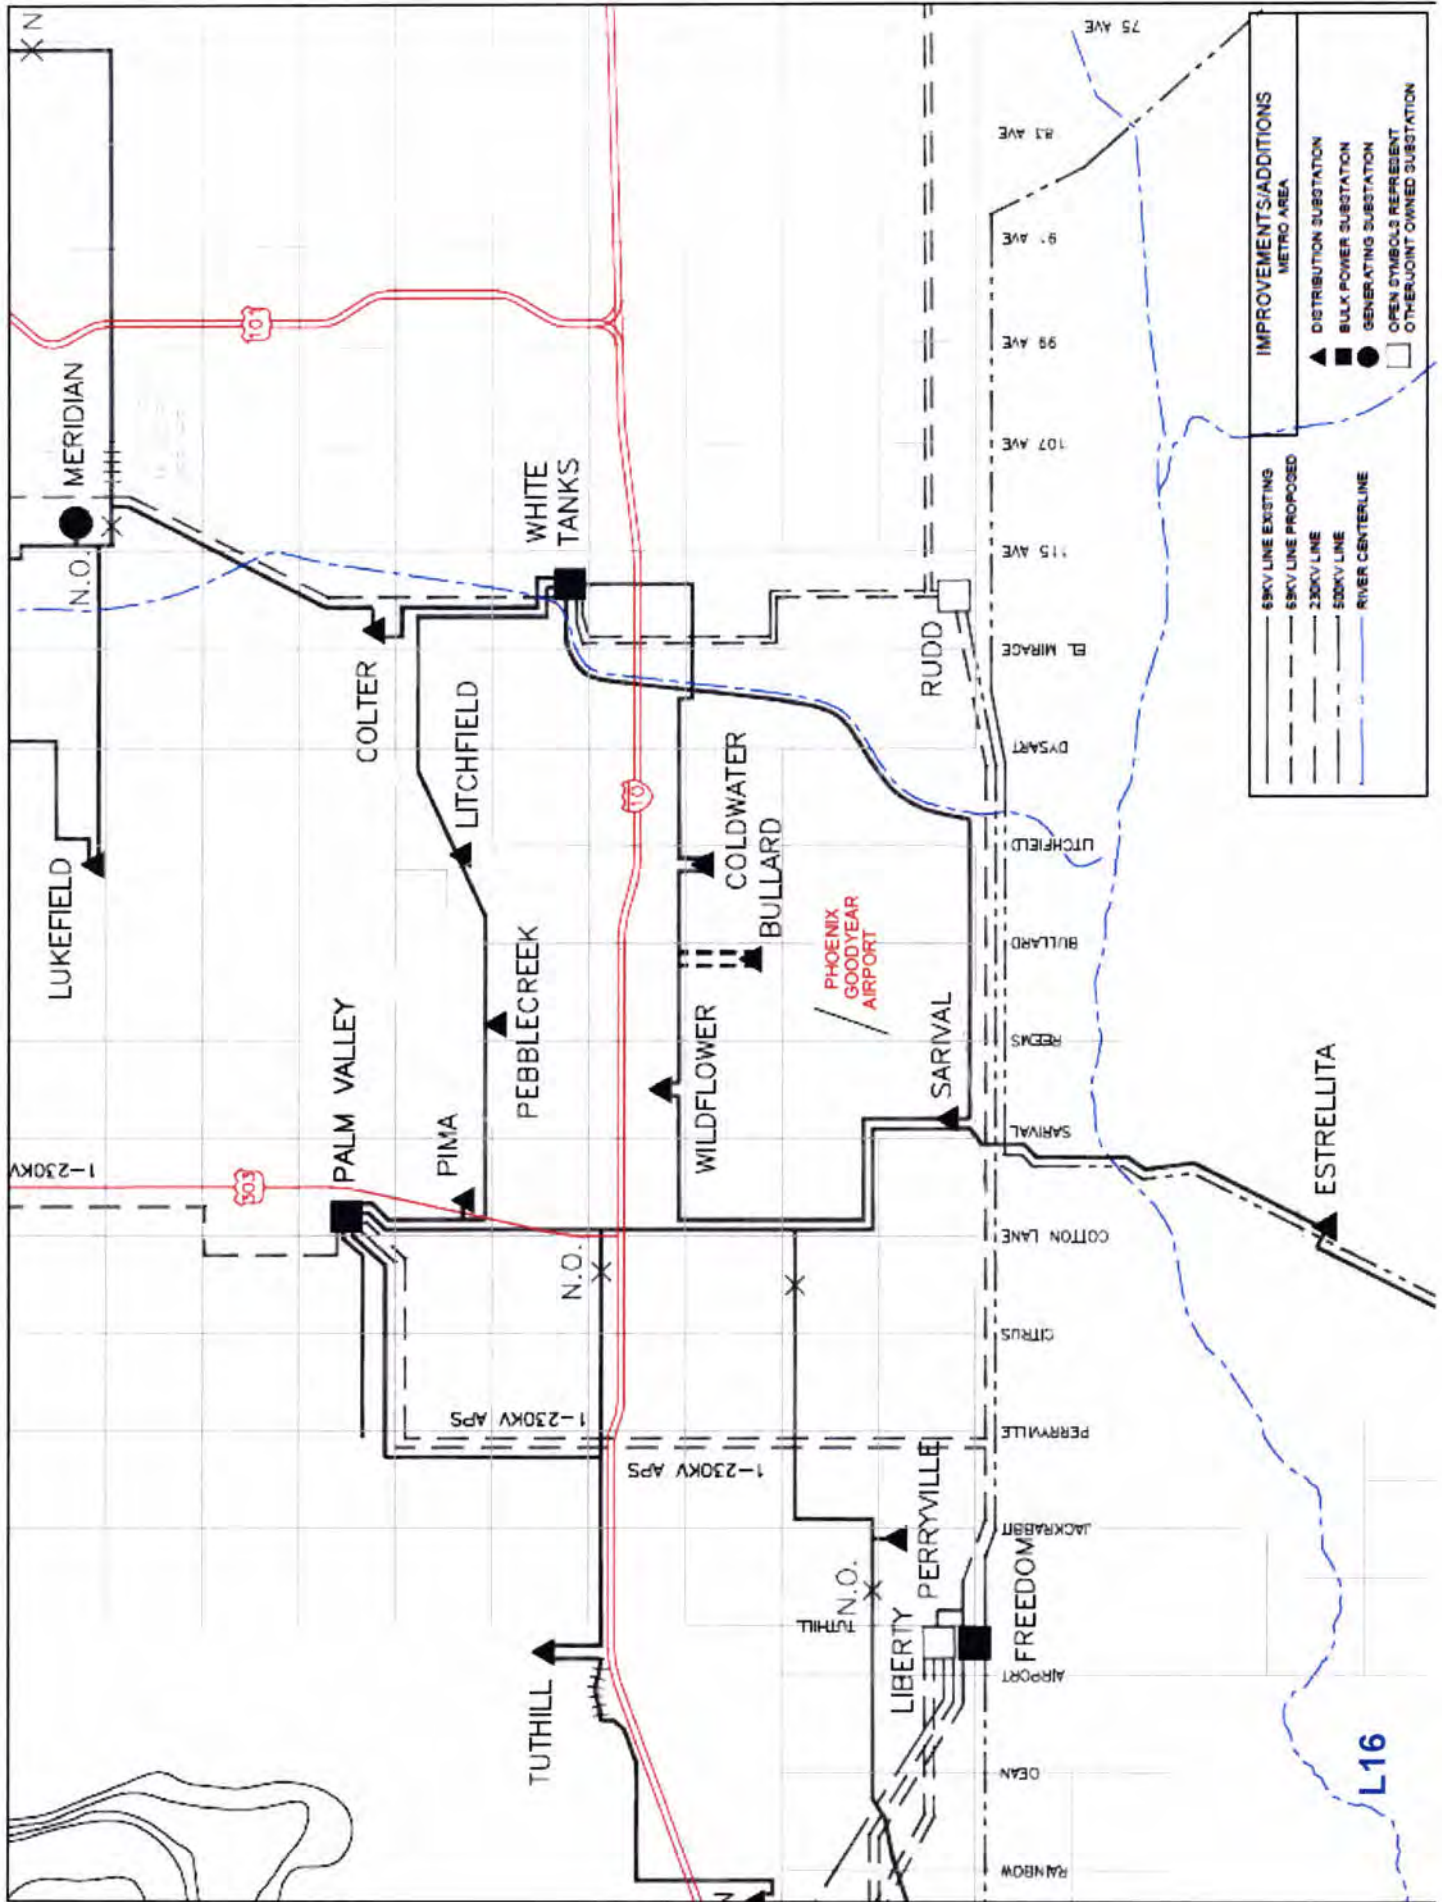 N
MERIDIAN
N.O.
101
WHITE
TANKS
COLTER
LITCHFIELD
LUKEFIELD
RUDD
COLDWATER
BULLARD
10
PEBBLECREEK
PALM VALLEY
PIMA
WILDFLOWER
PHOENIX
GOODYEAR
AIRPORT
SARIVAL
ESTRELLITA
1-230KV
303
N.O.
1-230KV APS
1-230KV APS
PERRYVILLE
N.O.
TUTHILL
LIBERTY
FREEDOM
TUTHILL
N
L16
75 AVE
83 AVE
91 AVE
99 AVE
107 AVE
115 AVE
EL MIRAGE
DYSART
LITCHFIELD
BULLARD
REEMS
SARIVAL
COTTON LANE
CITRUS
PERRYVILLE
JACKRABBIT
AIRPORT
DEAN
RAINBOW
IMPROVEMENTS/ADDITIONS
METRO AREA
DISTRIBUTION SUBSTATION
BULK POWER SUBSTATION
GENERATING SUBSTATION
OPEN SYMBOLS REPRESENT
OTHER/JOINT OWNED SUBSTATION
69KV LINE EXISTING
69KV LINE PROPOSED
230KV LINE
500KV LINE
RIVER CENTERLINE